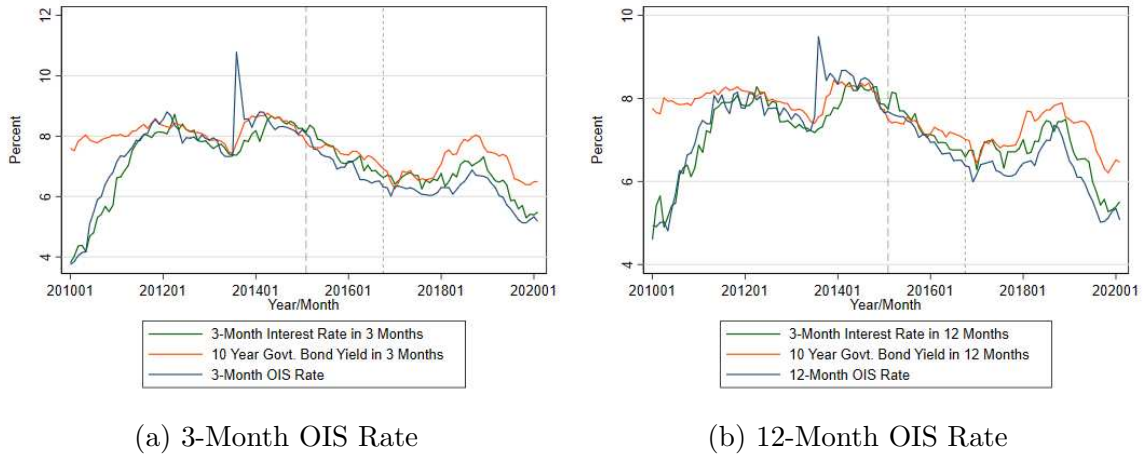 12
10
8
6
4
Percent
201001 201201 201401 201601 201801 202001
Year/Month
3-Month Interest Rate in 3 Months
10 Year Govt. Bond Yield in 3 Months
3-Month OIS Rate
(a) 3-Month OIS Rate
10
8
6
4
Percent
201001 201201 201401 201601 201801 202001
Year/Month
3-Month Interest Rate in 12 Months
10 Year Govt. Bond Yield in 12 Months
12-Month OIS Rate
(b) 12-Month OIS Rate